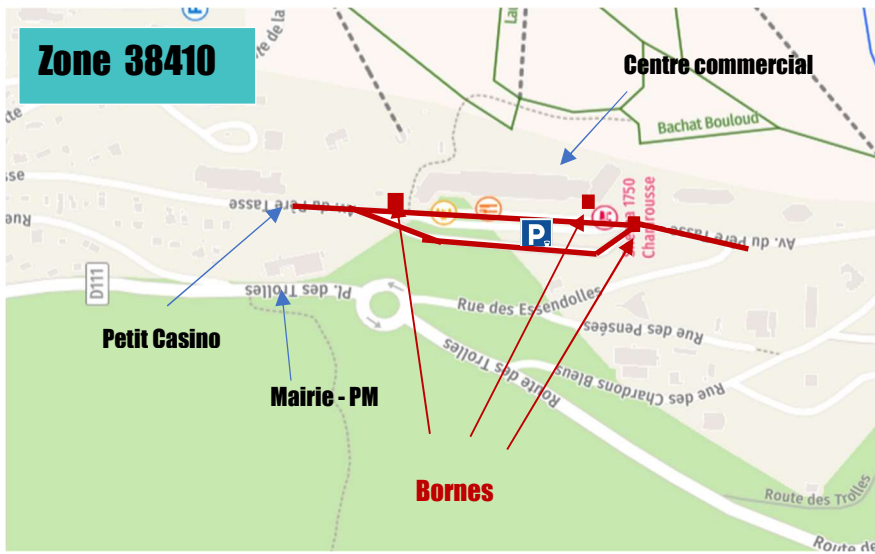 Zone 38410
Centre commercial
Bachat Bouloud
Av. du Père Tasse
Chamrousse
1750
P
Av. du Père Tasse
D111
Pl. des Trolles
Rue des Essendolles
Rue des Pensées
Petit Casino
Mairie - PM
Route des Trolles
Rue des Chardons Bleus
Bornes
Route des Trolles
Route de